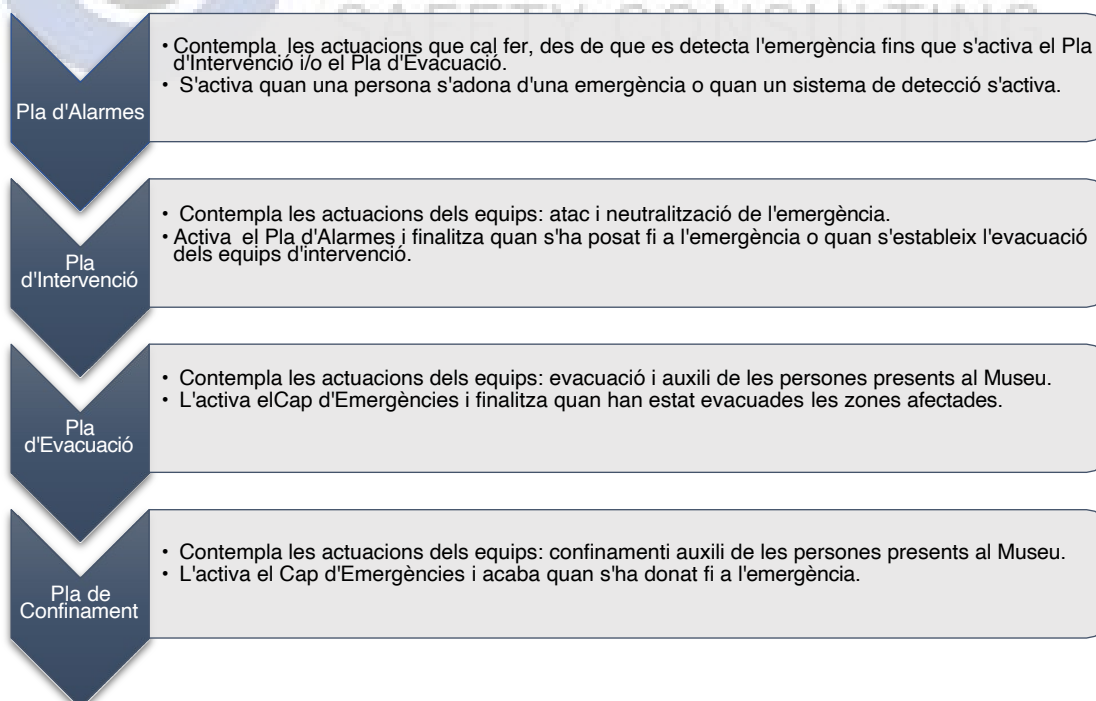 SAFETY CONSULTING
Pla d'Alarmes
• Contempla les actuacions que cal fer, des de que es detecta l'emergència fins que s'activa el Pla
d'Intervenció i/o el Pla d'Evacuació.
• S'activa quan una persona s'adona d'una emergència o quan un sistema de detecció s'activa.
Pla
d'Intervenció
• Contempla les actuacions dels equips: atac i neutralització de l'emergència.
• Activa el Pla d'Alarmes i finalitza quan s'ha posat fi a l'emergència o quan s'estableix l'evacuació
dels equips d'intervenció.
Pla
d'Evacuació
• Contempla les actuacions dels equips: evacuació i auxili de les persones presents al Museu.
• L'activa elCap d'Emergències i finalitza quan han estat evacuades les zones afectades.
Pla de
Confinament
• Contempla les actuacions dels equips: confinamenti auxili de les persones presents al Museu.
• L'activa el Cap d'Emergències i acaba quan s'ha donat fi a l'emergència.